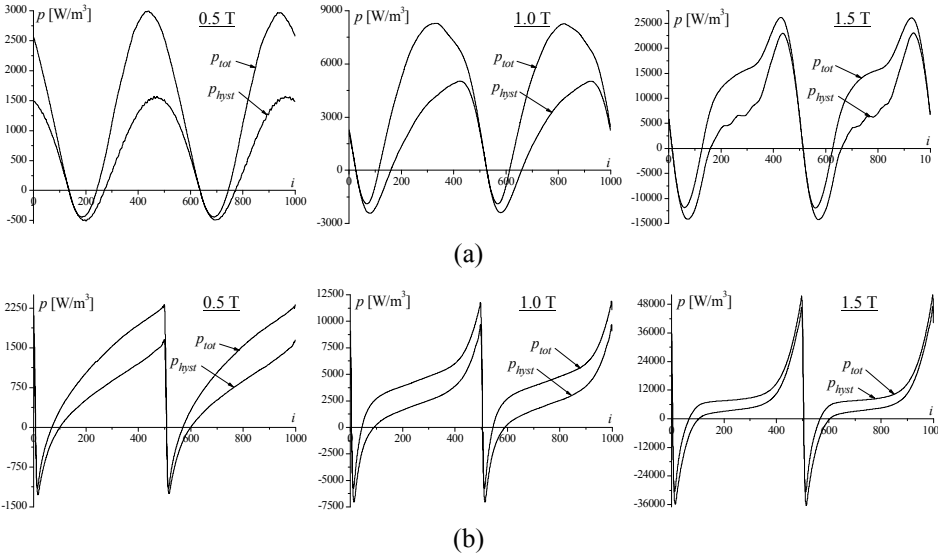 p [W/m³] 0.5 T
3000
2500
2000
1500
1000
500
0
-500
0 200 400 600 800 1000
i
p_tot
p_hyst
p [W/m³] 1.0 T
9000
6000
3000
0
-3000
0 200 400 600 800 1000
i
p_tot
p_hyst
p [W/m³] 1.5 T
25000
20000
15000
10000
5000
0
-5000
-10000
-15000
0 200 400 600 800 1000
i
p_tot
p_hyst
(a)
p [W/m³] 0.5 T
2250
1500
750
0
-750
-1500
0 200 400 600 800 1000
i
p_tot
p_hyst
p [W/m³] 1.0 T
12500
10000
7500
5000
2500
0
-2500
-5000
-7500
0 200 400 600 800 1000
i
p_tot
p_hyst
p [W/m³] 1.5 T
48000
36000
24000
12000
0
-12000
-24000
-36000
0 200 400 600 800 1000
i
p_tot
p_hyst
(b)